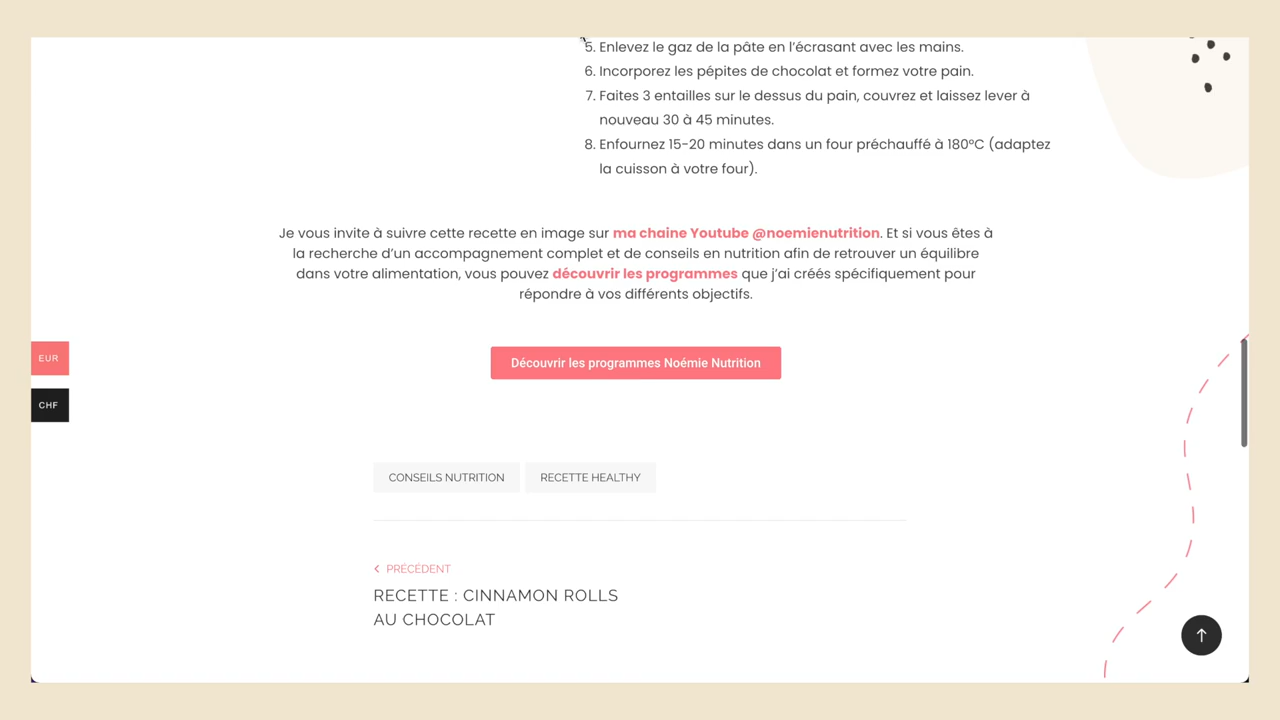 5. Enlevez le gaz de la pâte en l'écrasant avec les mains.
6. Incorporez les pépites de chocolat et formez votre pain.
7. Faites 3 entailles sur le dessus du pain, couvrez et laissez lever à
nouveau 30 à 45 minutes.
8. Enfournez 15-20 minutes dans un four préchauffé à 180°C (adaptez
la cuisson à votre four).
Je vous invite à suivre cette recette en image sur ma chaine Youtube @noemienutrition. Et si vous êtes à
la recherche d'un accompagnement complet et de conseils en nutrition afin de retrouver un équilibre
dans votre alimentation, vous pouvez découvrir les programmes que j'ai créés spécifiquement pour
répondre à vos différents objectifs.
EUR
Découvrir les programmes Noémie Nutrition
CHF
CONSEILS NUTRITION RECETTE HEALTHY
PRÉCÉDENT
RECETTE : CINNAMON ROLLS
AU CHOCOLAT